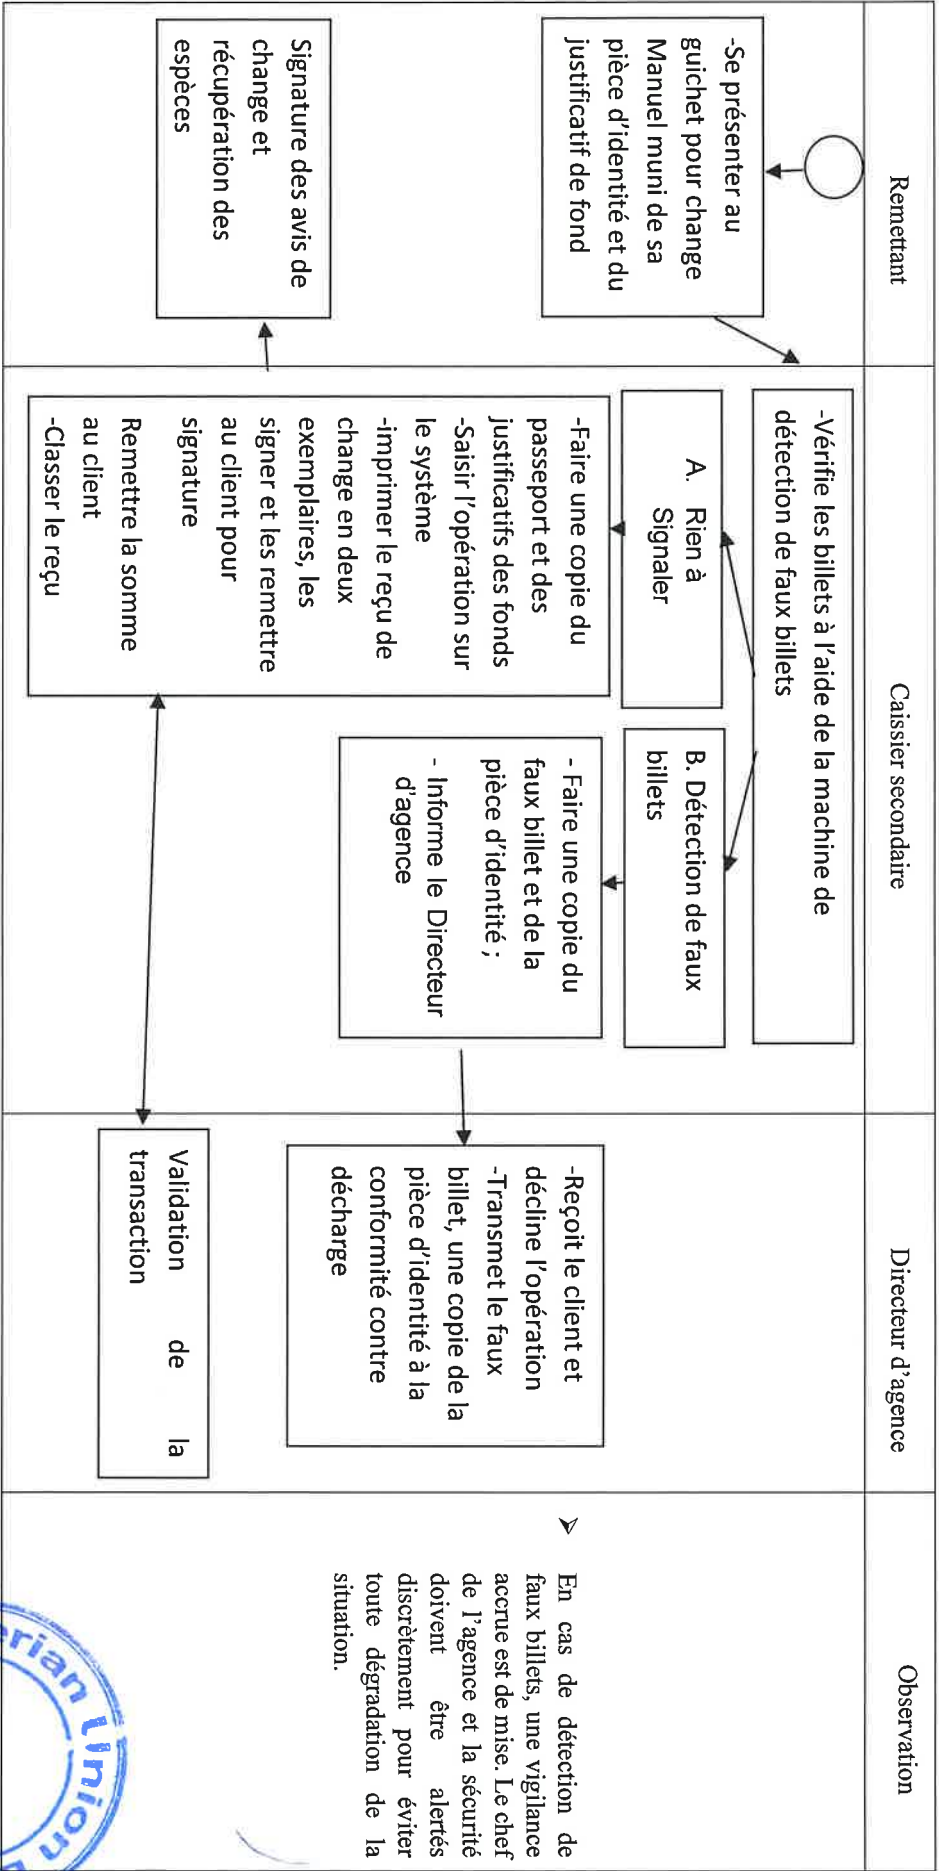 Remettant
Caissier secondaire
Directeur d'agence
Observation
-Se présenter au
guichet pour change
Manuel muni de sa
pièce d'identité et du
justificatif de fond
Signature des avis de
change et
récupération des
espèces
-Vérifie les billets à l'aide de la machine de
détection de faux billets
A. Rien à
Signaler
B. Détection de faux
billets
-Faire une copie du
passeport et des
justificatifs des fonds
-Saisir l'opération sur
le système
-imprimer le reçu de
change en deux
exemplaires, les
signer et les remettre
au client pour
signature
Remettre la somme
au client
-Classer le reçu
- Faire une copie du
faux billet et de la
pièce d'identité ;
- Informe le Directeur
d'agence
-Reçoit le client et
décline l'opération
-Transmet le faux
billet, une copie de la
pièce d'identité à la
conformité contre
décharge
Validation de la
transaction
➢ En cas de détection de
faux billets, une vigilance
accrue est de mise. Le chef
de l'agence et la sécurité
doivent être alertés
discrètement pour éviter
toute dégradation de la
situation.
erian Union